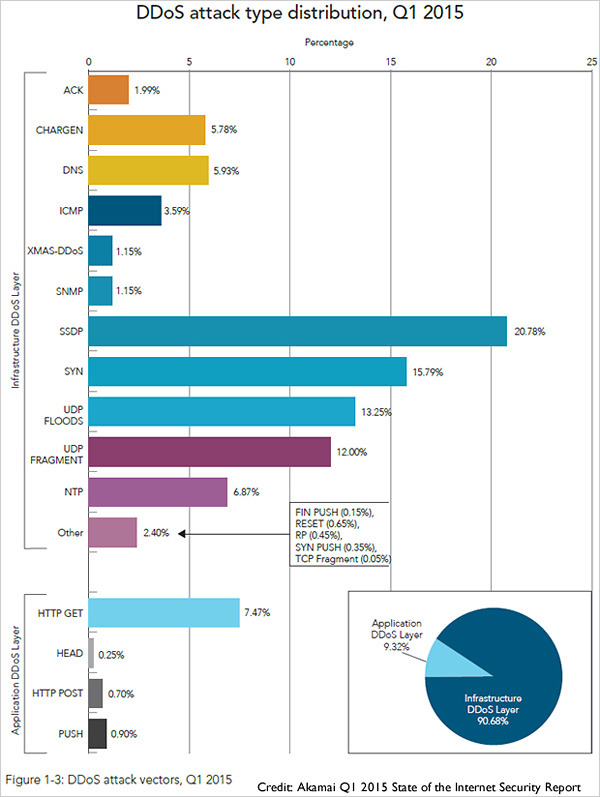 DDoS attack type distribution, Q1 2015
Percentage
0 5 10 15 20 25
Infrastructure DDoS Layer
ACK 1.99%
CHARGEN 5.78%
DNS 5.93%
ICMP 3.59%
XMAS-DDoS 1.15%
SNMP 1.15%
SSDP 20.78%
SYN 15.79%
UDP
FLOODS 13.25%
UDP
FRAGMENT 12.00%
NTP 6.87%
Other 2.40%
FIN PUSH (0.15%),
RESET (0.65%),
RP (0.45%),
SYN PUSH (0.35%),
TCP Fragment (0.05%)
Application DDoS Layer
HTTP GET 7.47%
HEAD 0.25%
HTTP POST 0.70%
PUSH 0.90%
Application
DDoS Layer
9.32%
Infrastructure
DDoS Layer
90.68%
Figure 1-3: DDoS attack vectors, Q1 2015
Credit: Akamai Q1 2015 State of the Internet Security Report